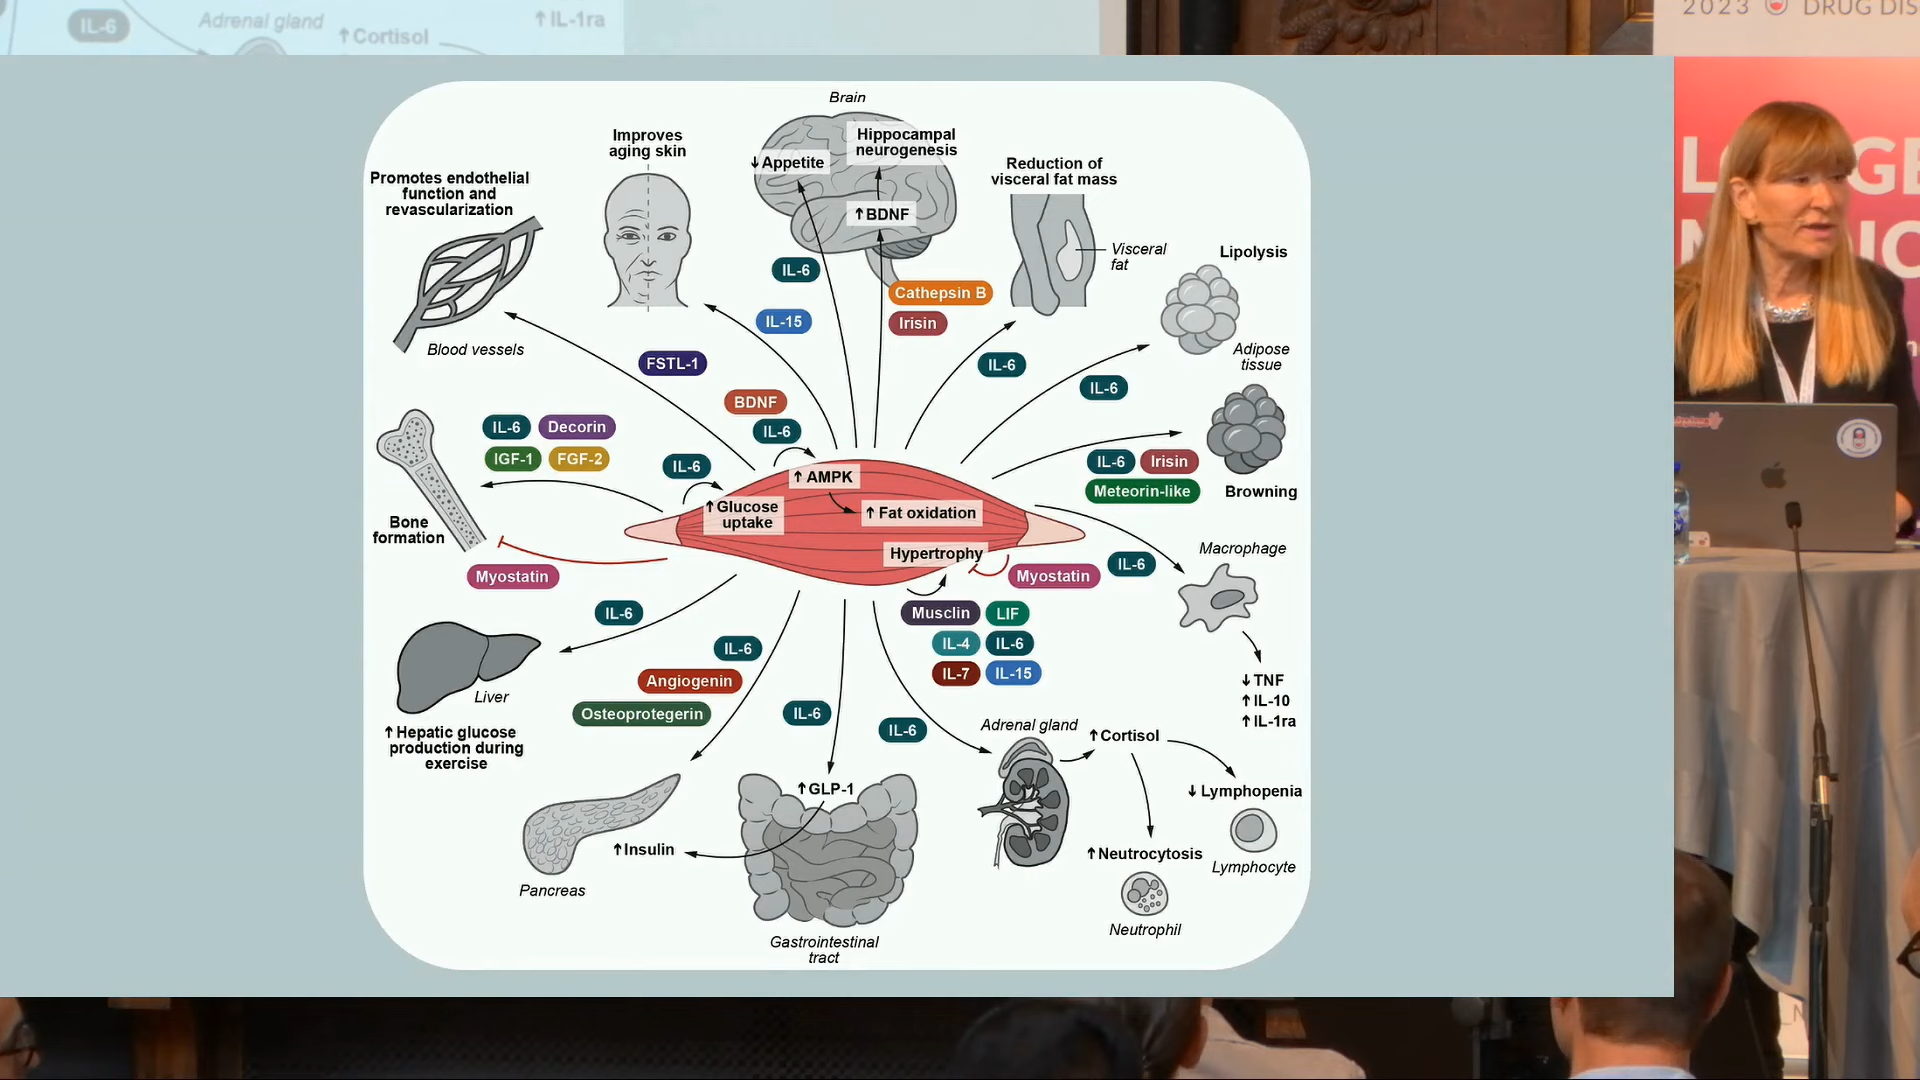 IL-6
Adrenal gland
↑Cortisol
↑IL-1ra
2023
DRUG DIS
Brain
Improves
aging skin
Hippocampal
neurogenesis
↓Appetite
↑BDNF
Reduction of
visceral fat mass
Promotes endothelial
function and
revascularization
Visceral
fat
Lipolysis
IL-6
Cathepsin B
IL-15
Irisin
Blood vessels
FSTL-1
IL-6
IL-6
Adipose
tissue
BDNF
IL-6
IL-6
Decorin
IGF-1
FGF-2
IL-6
IL-6
Irisin
Meteorin-like
Browning
↑AMPK
↑Glucose
uptake
↑Fat oxidation
Hypertrophy
Bone
formation
Myostatin
Myostatin
IL-6
Macrophage
IL-6
Musclin
LIF
IL-4
IL-6
IL-7
IL-15
IL-6
Angiogenin
Osteoprotegerin
Liver
↑Hepatic glucose
production during
exercise
↓TNF
↑IL-10
↑IL-1ra
IL-6
IL-6
Adrenal gland
↑Cortisol
↑GLP-1
↓Lymphopenia
↑Insulin
↑Neutrocytosis
Lymphocyte
Pancreas
Neutrophil
Gastrointestinal
tract